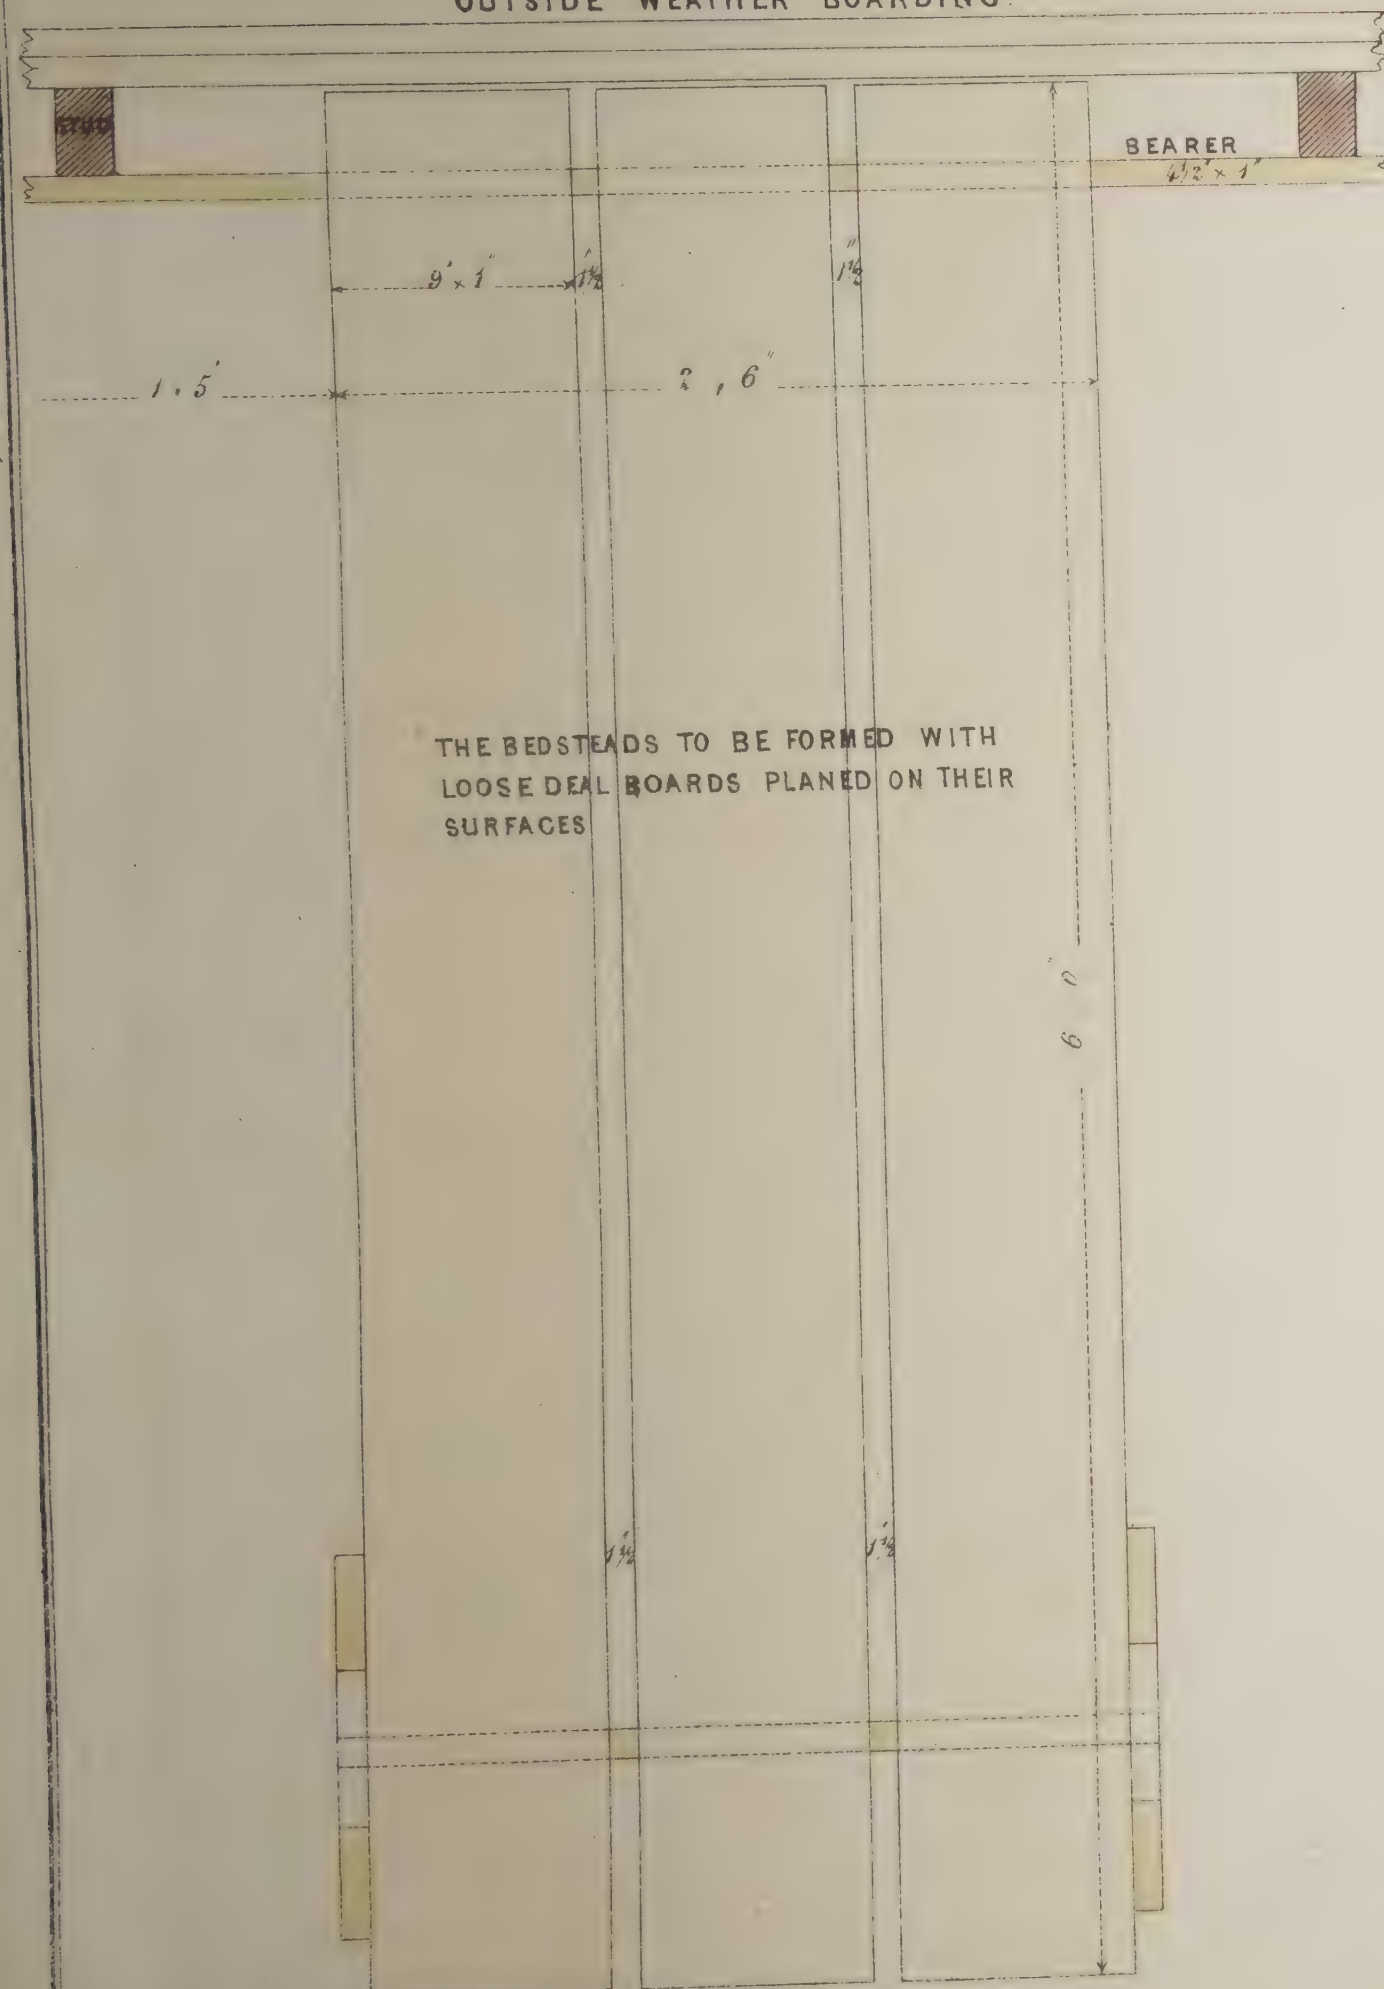 OUTSIDE WEATHER BOARDING.
STUD
BEARER
4½" × 1"
9" × 1"
1½"
1½"
1 . 5"
2 , 6"
THE BEDSTEADS TO BE FORMED WITH
LOOSE DEAL BOARDS PLANED ON THEIR
SURFACES
6 0"
1½"
1½"